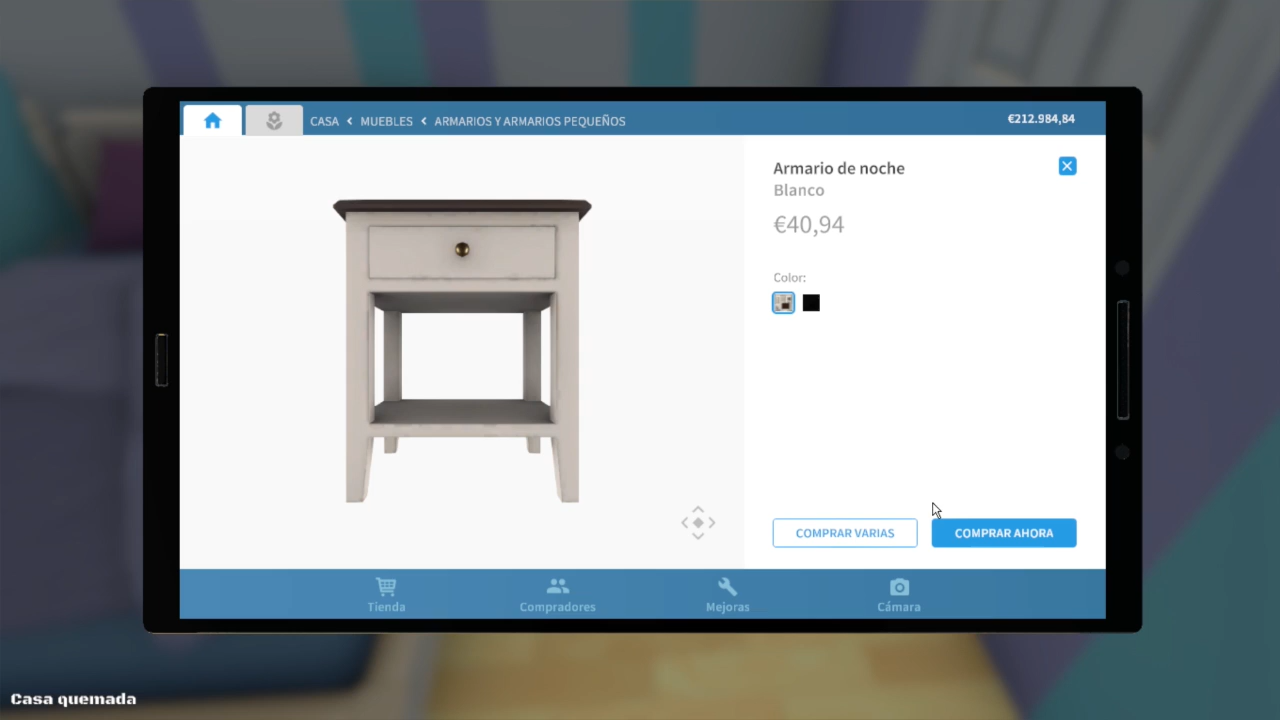 CASA < MUEBLES < ARMARIOS Y ARMARIOS PEQUEÑOS
€212.984,84
Armario de noche
Blanco
€40,94
Color:
COMPRAR VARIAS
COMPRAR AHORA
Tienda
Compradores
Mejoras
Cámara
Casa quemada